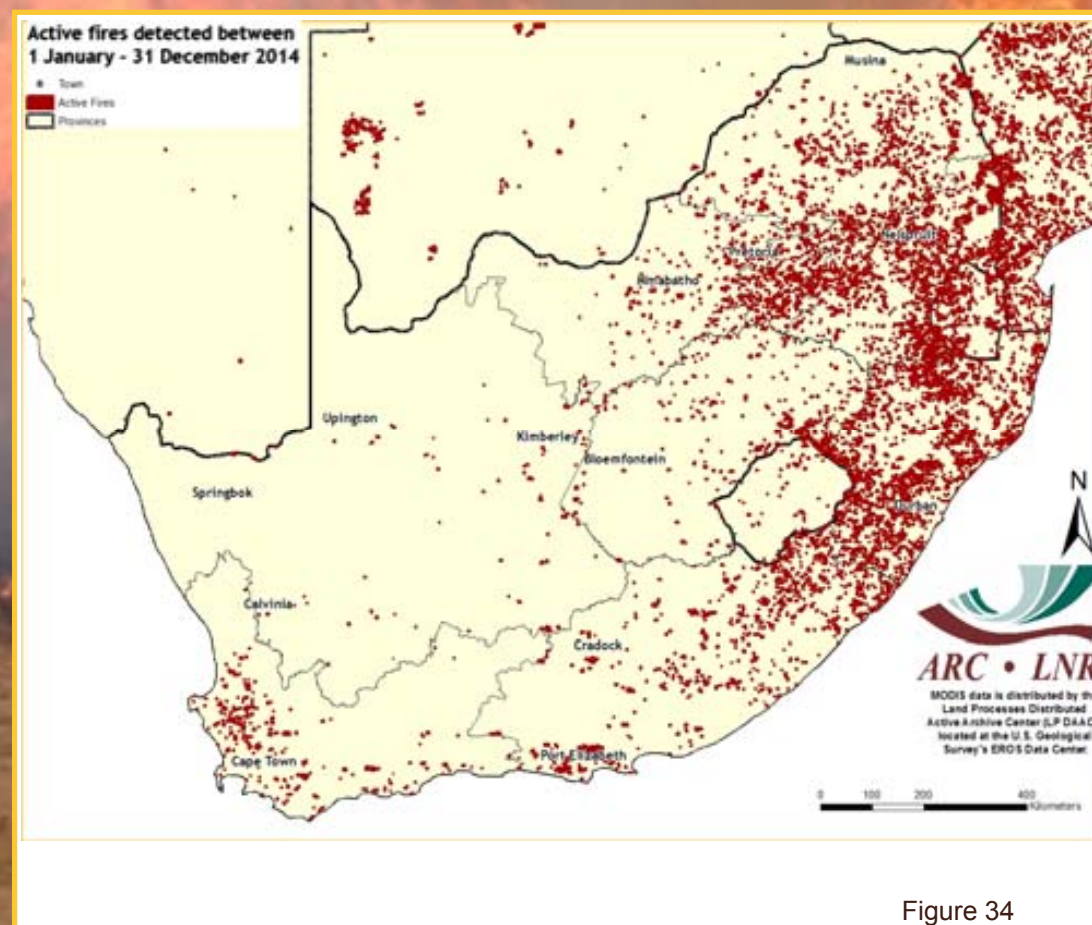 Active fires detected between
1 January - 31 December 2014
Town
Active Fires
Provinces
Musina
Nelspruit
Pretoria
Mmabatho
Upington
Kimberley
Bloemfontein
Springbok
Durban
N
Calvinia
Cradock
ARC • LNR
MODIS data is distributed by the
Land Processes Distributed
Active Archive Center (LP DAAC)
located at the U.S. Geological
Survey's EROS Data Center.
Port Elizabeth
Cape Town
0 100 200 400
Kilometers
Figure 34